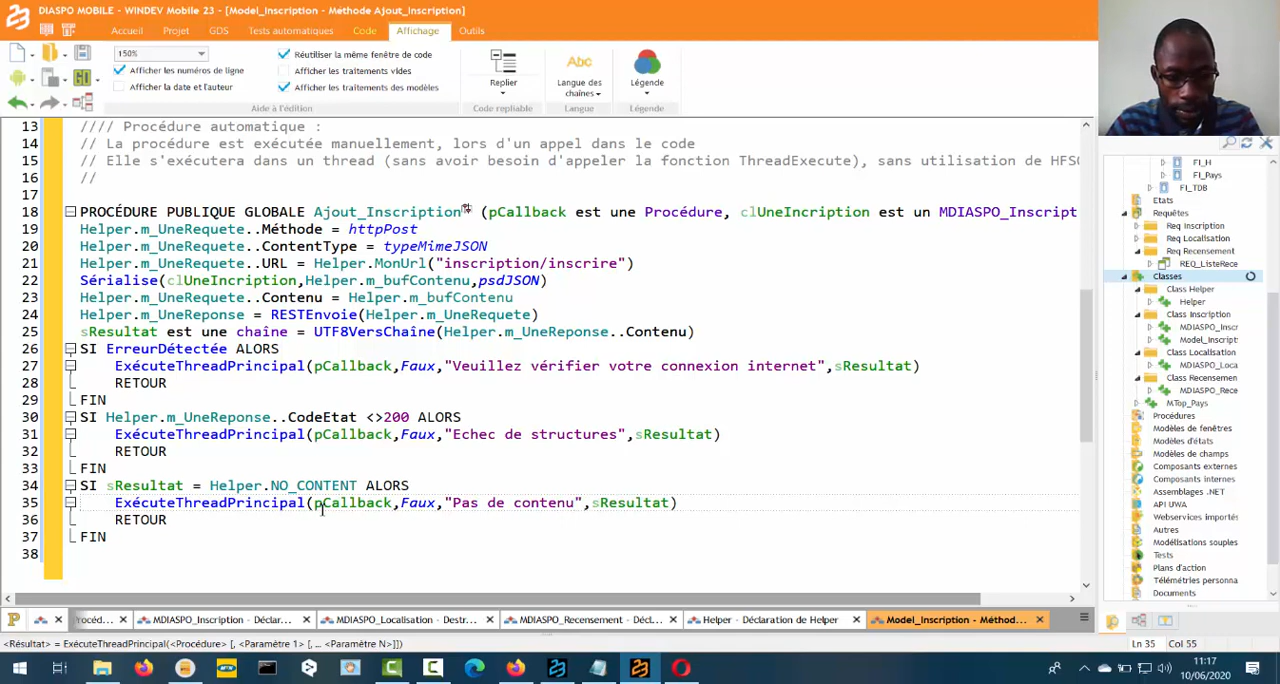 DIASPO MOBILE - WINDEV Mobile 23 - [Model_Inscription - Méthode Ajout_Inscription]
Accueil Projet GDS Tests automatiques Code Affichage Outils
150%
Afficher les numéros de ligne
Afficher la date et l'auteur
Réutiliser la même fenêtre de code
Afficher les traitements vides
Afficher les traitements des modèles
Aide à l'édition
Replier
Code repliable
Abc
Langue des
chaînes
Langue
Légende
Légende
13 //// Procédure automatique :
14 // La procédure est exécutée manuellement, lors d'un appel dans le code
15 // Elle s'exécutera dans un thread (sans avoir besoin d'appeler la fonction ThreadExecute), sans utilisation de HFSC
16 //
17
18 PROCÉDURE PUBLIQUE GLOBALE Ajout_Inscription (pCallback est une Procédure, clUneIncription est un MDIASPO_Inscript
19 Helper.m_UneRequete..Méthode = httpPost
20 Helper.m_UneRequete..ContentType = typeMimeJSON
21 Helper.m_UneRequete..URL = Helper.MonUrl("inscription/inscrire")
22 Sérialise(clUneIncription,Helper.m_bufContenu,psdJSON)
23 Helper.m_UneRequete..Contenu = Helper.m_bufContenu
24 Helper.m_UneReponse = RESTEnvoie(Helper.m_UneRequete)
25 sResultat est une chaîne = UTF8VersChaîne(Helper.m_UneReponse..Contenu)
26 SI ErreurDétectée ALORS
27 ExécuteThreadPrincipal(pCallback,Faux,"Veuillez vérifier votre connexion internet",sResultat)
28 RETOUR
29 FIN
30 SI Helper.m_UneReponse..CodeEtat <>200 ALORS
31 ExécuteThreadPrincipal(pCallback,Faux,"Echec de structures",sResultat)
32 RETOUR
33 FIN
34 SI sResultat = Helper.NO_CONTENT ALORS
35 ExécuteThreadPrincipal(pCallback,Faux,"Pas de contenu",sResultat)
36 RETOUR
37 FIN
38
FI_H
FI_Pays
FI_TDB
Etats
Requêtes
Req Inscription
Req Localisation
Req Recensement
REQ_ListeRece
Classes
Class Helper
Helper
Class Inscription
MDIASPO_Inscr
Model_Inscript
Class Localisation
MDIASPO_Loca
Class Recensemen
MDIASPO_Rece
MTop_Pays
Procédures
Modèles de fenêtres
Modèles d'états
Modèles de champs
Composants externes
Composants internes
Assemblages .NET
API UWA
Webservices importés
Autres
Modélisations souples
Tests
Plans d'action
Télémétries personna
Documents
Procéd... MDIASPO_Inscription - Déclar... MDIASPO_Localisation - Destr... MDIASPO_Recensement - Décl... Helper - Déclaration de Helper Model_Inscription - Méthod...
<Résultat> = ExécuteThreadPrincipal(<Procédure> [, <Paramètre 1> [, ... <Paramètre N>]])
Ln 35 Col 55
11:17
10/06/2020